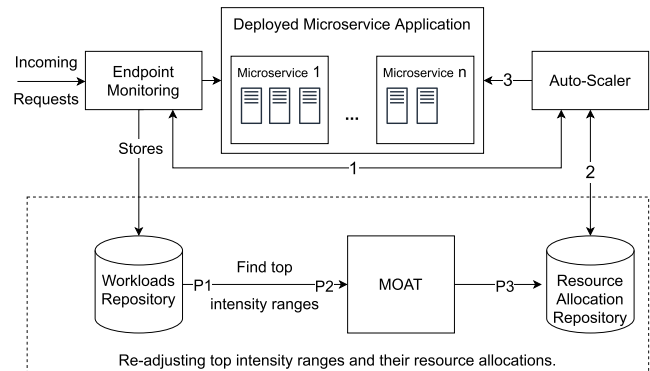 Deployed Microservice Application
Incoming
Requests
Endpoint
Monitoring
Microservice 1
...
Microservice n
3
Auto-Scaler
Stores
1
2
Workloads
Repository
P1
Find top
intensity ranges
P2
MOAT
P3
Resource
Allocation
Repository
Re-adjusting top intensity ranges and their resource allocations.